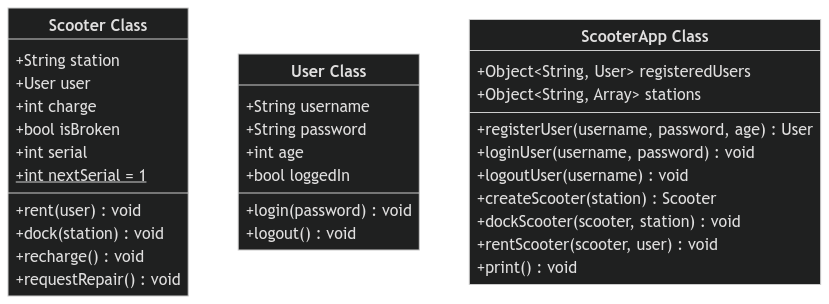 Scooter Class
+String station
+User user
+int charge
+bool isBroken
+int serial
+int nextSerial = 1
+rent(user) : void
+dock(station) : void
+recharge() : void
+requestRepair() : void
User Class
+String username
+String password
+int age
+bool loggedIn
+login(password) : void
+logout() : void
ScooterApp Class
+Object<String, User> registeredUsers
+Object<String, Array> stations
+registerUser(username, password, age) : User
+loginUser(username, password) : void
+logoutUser(username) : void
+createScooter(station) : Scooter
+dockScooter(scooter, station) : void
+rentScooter(scooter, user) : void
+print() : void